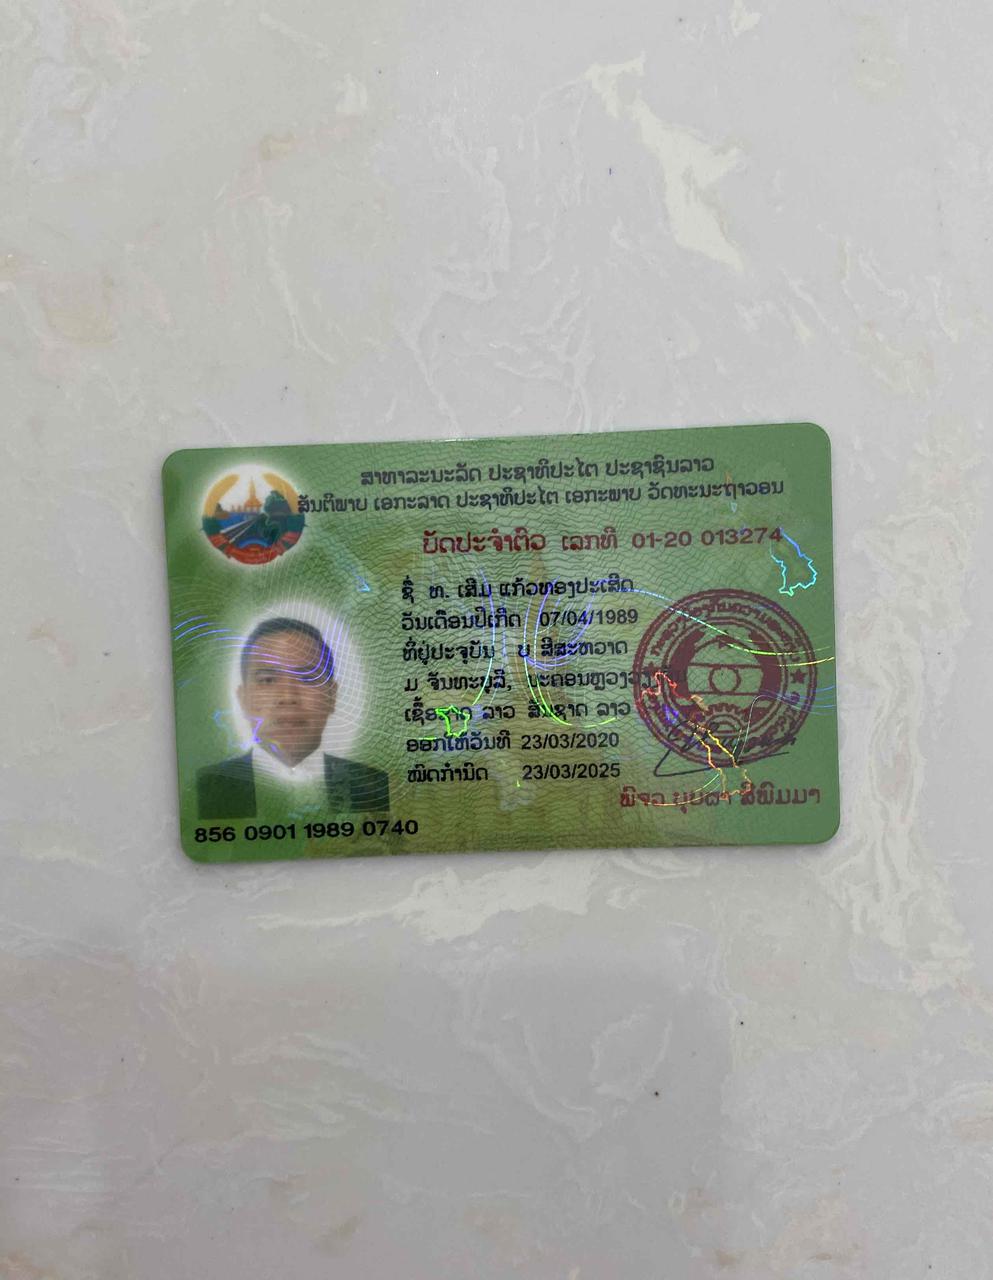 ສາທາລະນະລັດ ປະຊາທິປະໄຕ ປະຊາຊົນລາວ
ສັນຕິພາບ ເອກະລາດ ປະຊາທິປະໄຕ ເອກະພາບ ວັດທະນະຖາວອນ
ບັດປະຈຳຕົວ ເລກທີ 01-20 013274
ຊື່ ທ. ເສີມ ແກ້ວທອງປະເສີດ
ວັນເດືອນປີເກີດ 07/04/1989
ທີ່ຢູ່ປະຈຸບັນ ບ ສີສະຫວາດ
ມ ຈັນທະບູລີ, ນະຄອນຫຼວງ
ເຊື້ອຊາດ ລາວ ສັນຊາດ ລາວ
ອອກໃຫ້ວັນທີ 23/03/2020
ໝົດກຳນົດ 23/03/2025
ພິຈວ ບຸບຜາ ສີພິມມາ
856 0901 1989 0740